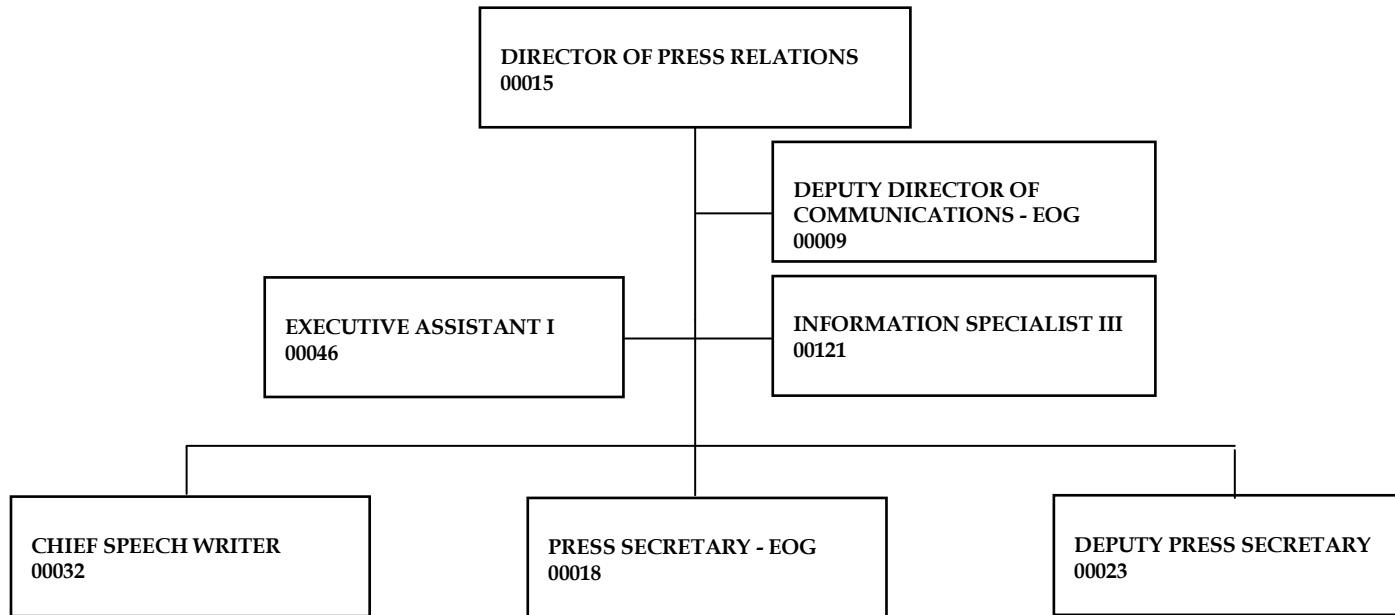 DIRECTOR OF PRESS RELATIONS
00015
DEPUTY DIRECTOR OF
COMMUNICATIONS - EOG
00009
EXECUTIVE ASSISTANT I
00046
INFORMATION SPECIALIST III
00121
CHIEF SPEECH WRITER
00032
PRESS SECRETARY - EOG
00018
DEPUTY PRESS SECRETARY
00023